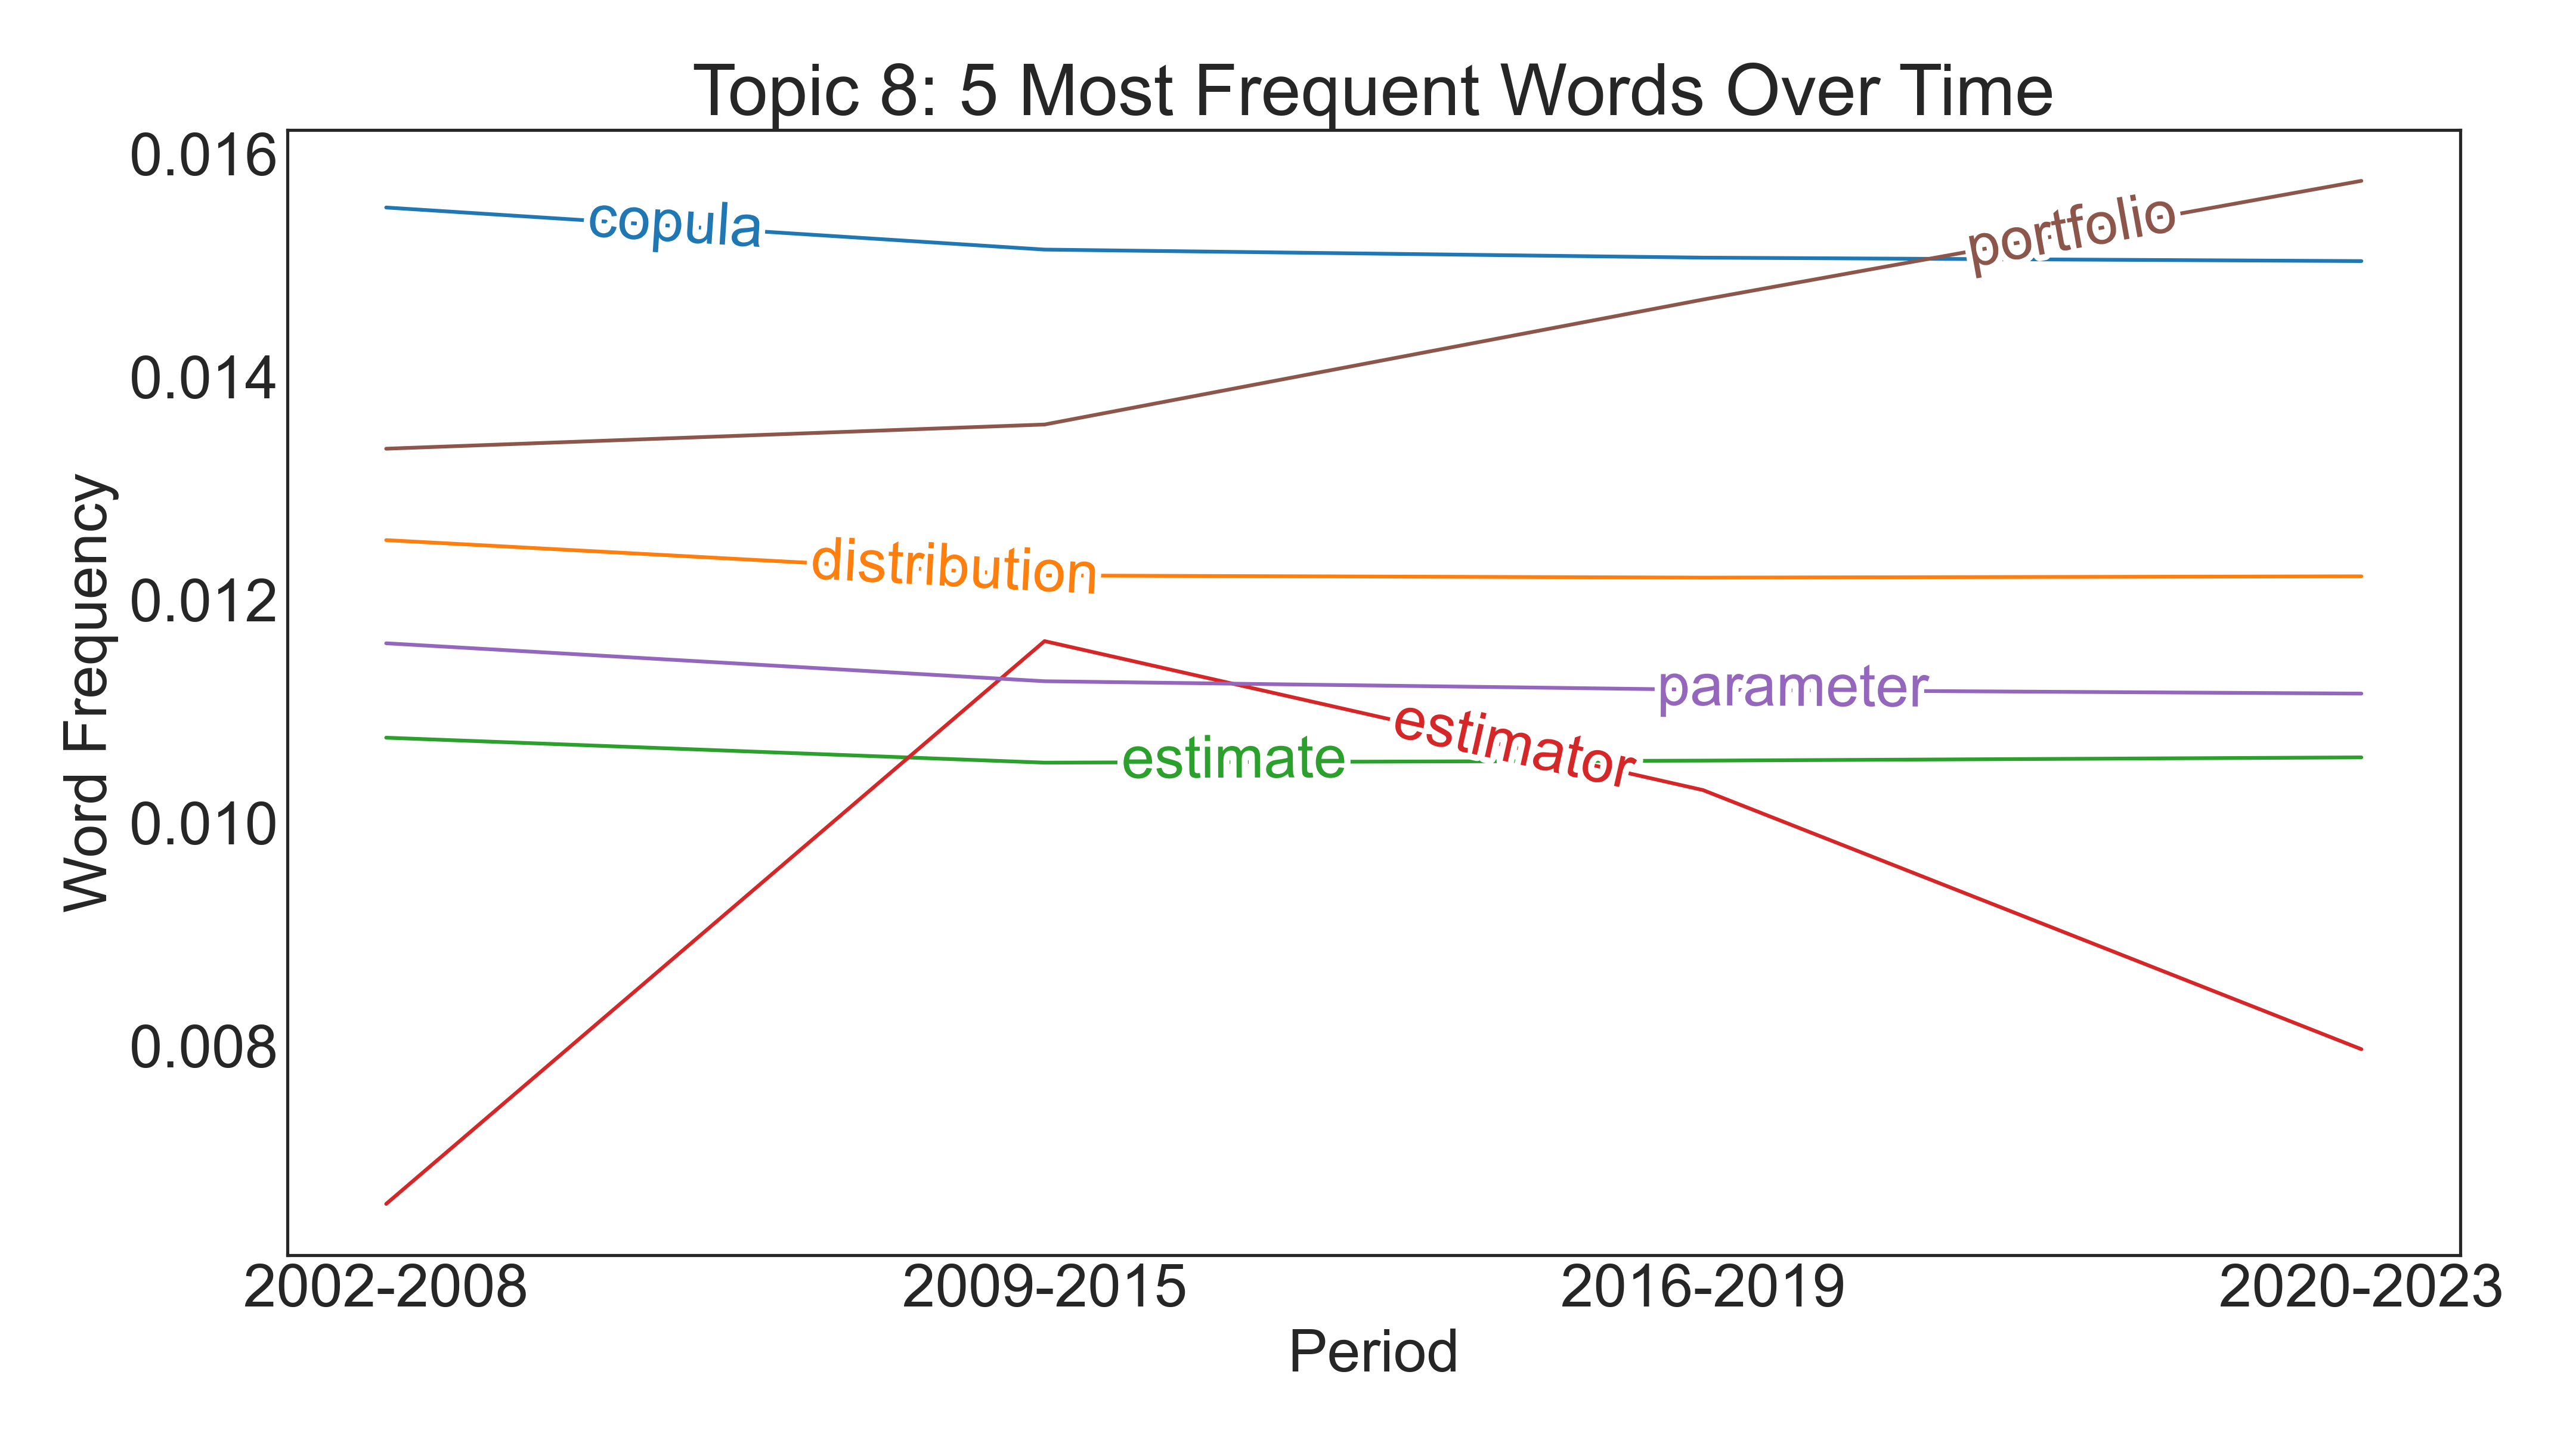 Topic 8: 5 Most Frequent Words Over Time
0.016
0.014
0.012
0.010
0.008
Word Frequency
copula
portfolio
distribution
parameter
estimator
estimate
2002-2008
2009-2015
2016-2019
2020-2023
Period